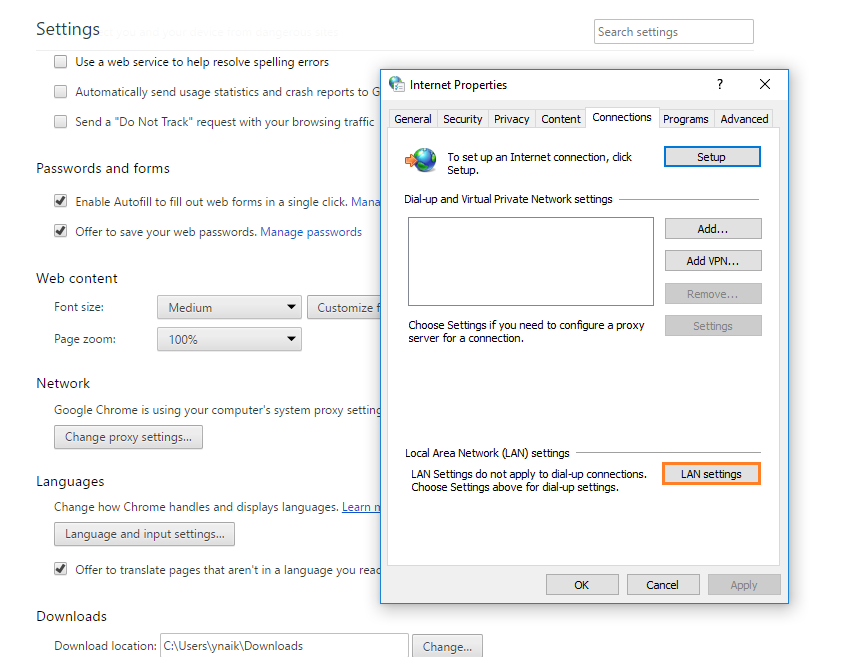 Settings
Search settings
Use a web service to help resolve spelling errors
Automatically send usage statistics and crash reports to G
Send a "Do Not Track" request with your browsing traffic
Passwords and forms
Enable Autofill to fill out web forms in a single click. Mana
Offer to save your web passwords. Manage passwords
Web content
Font size:
Medium
Customize f
Page zoom:
100%
Network
Google Chrome is using your computer's system proxy setting
Change proxy settings...
Languages
Change how Chrome handles and displays languages. Learn m
Language and input settings...
Offer to translate pages that aren't in a language you read
Downloads
Download location:
C:\Users\ynaik\Downloads
Change...
Internet Properties
?
General
Security
Privacy
Content
Connections
Programs
Advanced
To set up an Internet connection, click
Setup.
Setup
Dial-up and Virtual Private Network settings
Add...
Add VPN...
Remove...
Settings
Choose Settings if you need to configure a proxy
server for a connection.
Local Area Network (LAN) settings
LAN Settings do not apply to dial-up connections.
Choose Settings above for dial-up settings.
LAN settings
OK
Cancel
Apply